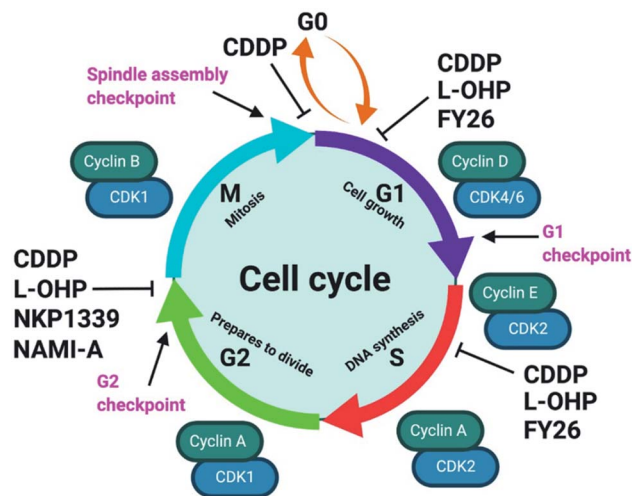 G0
CDDP
Spindle assembly
checkpoint
CDDP
L-OHP
FY26
Cyclin B
CDK1
M
Mitosis
G1
Cell growth
Cyclin D
CDK4/6
G1
checkpoint
Cell cycle
CDDP
L-OHP
NKP1339
NAMI-A
Cyclin E
CDK2
Prepares to divide
G2
DNA synthesis
S
G2
checkpoint
CDDP
L-OHP
FY26
Cyclin A
CDK1
Cyclin A
CDK2